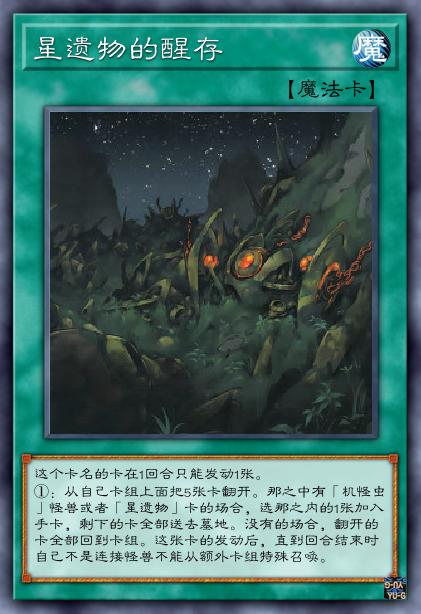 星遗物的醒存
魔
【魔法卡】
这个卡名的卡在1回合只能发动1张。
①：从自己卡组上面把5张卡翻开。那之中有「机怪虫
」怪兽或者「星遗物」卡的场合，选那之内的1张加入
手卡，剩下的卡全部送去墓地。没有的场合，翻开的
卡全部回到卡组。这张卡的发动后，直到回合结束时
自己不是连接怪兽不能从额外卡组特殊召唤。